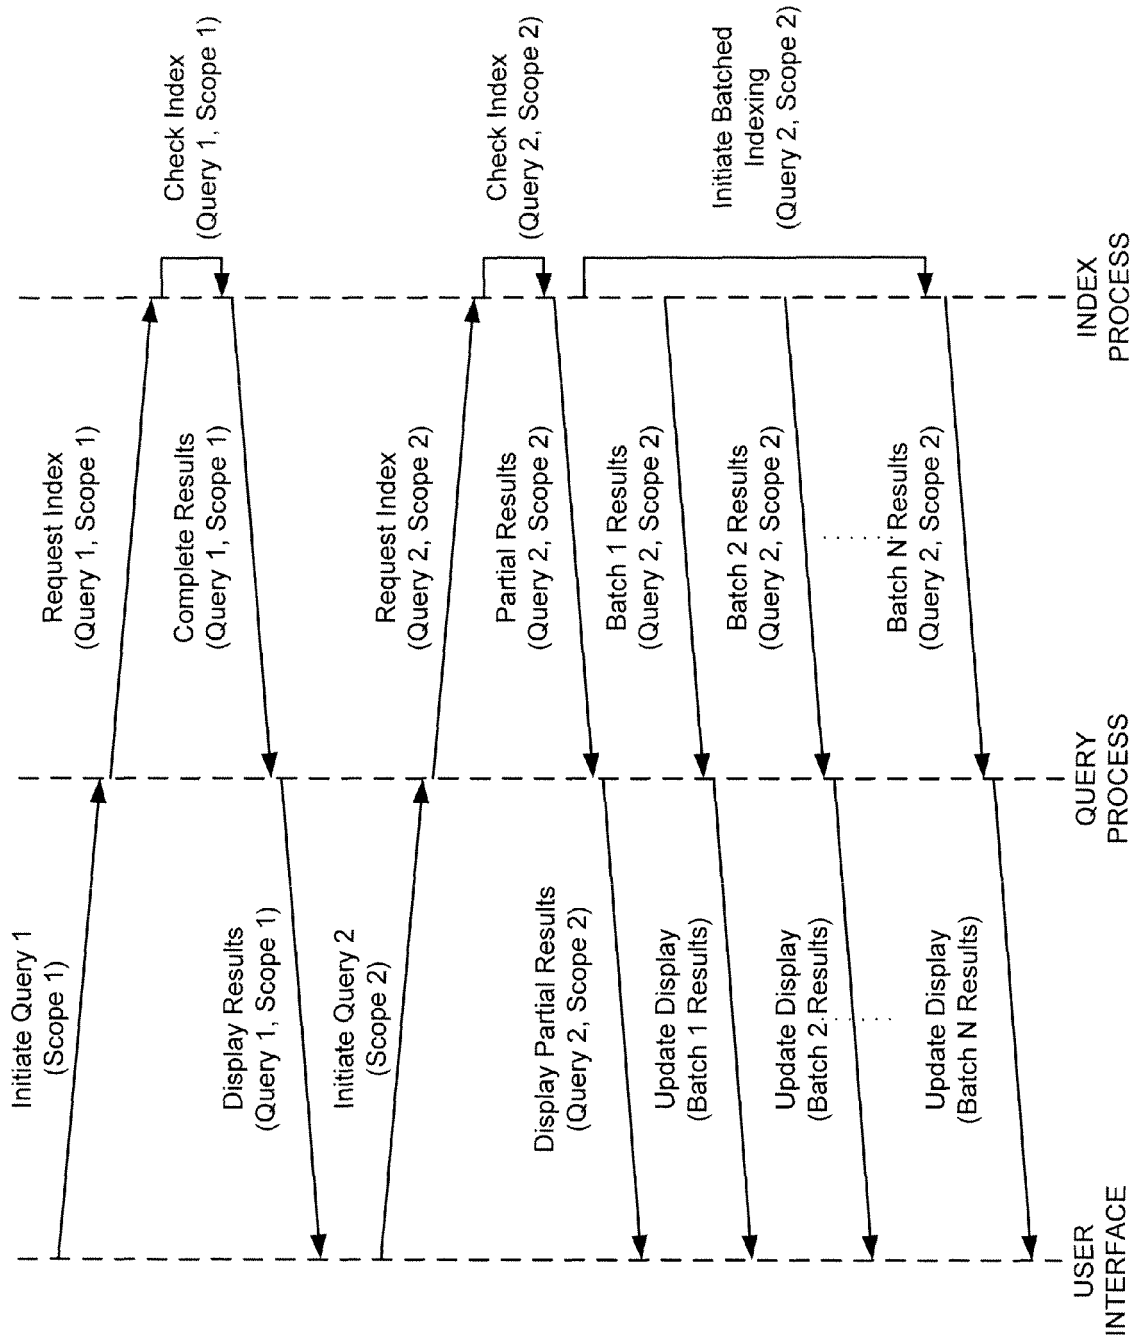 Initiate Query 1
(Scope 1)
Request Index
(Query 1, Scope 1)
Check Index
(Query 1, Scope 1)
Complete Results
(Query 1, Scope 1)
Display Results
(Query 1, Scope 1)
Initiate Query 2
(Scope 2)
Request Index
(Query 2, Scope 2)
Check Index
(Query 2, Scope 2)
Partial Results
(Query 2, Scope 2)
Display Partial Results
(Query 2, Scope 2)
Initiate Batched
Indexing
(Query 2, Scope 2)
Batch 1 Results
(Query 2, Scope 2)
Update Display
(Batch 1 Results)
Batch 2 Results
(Query 2, Scope 2)
Update Display
(Batch 2 Results)
Batch N Results
(Query 2, Scope 2)
Update Display
(Batch N Results)
USER
INTERFACE
QUERY
PROCESS
INDEX
PROCESS